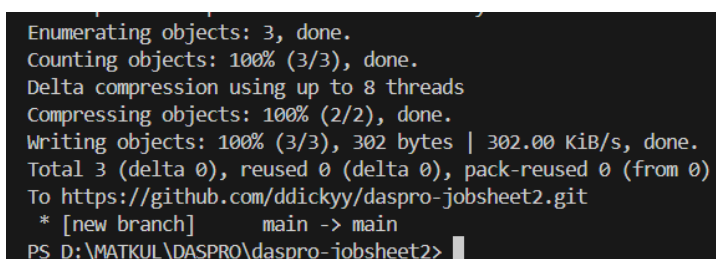 Enumerating objects: 3, done.
Counting objects: 100% (3/3), done.
Delta compression using up to 8 threads
Compressing objects: 100% (2/2), done.
Writing objects: 100% (3/3), 302 bytes | 302.00 KiB/s, done.
Total 3 (delta 0), reused 0 (delta 0), pack-reused 0 (from 0)
To https://github.com/ddickyy/daspro-jobsheet2.git
 * [new branch]      main -> main
PS D:\MATKUL\DASPRO\daspro-jobsheet2>